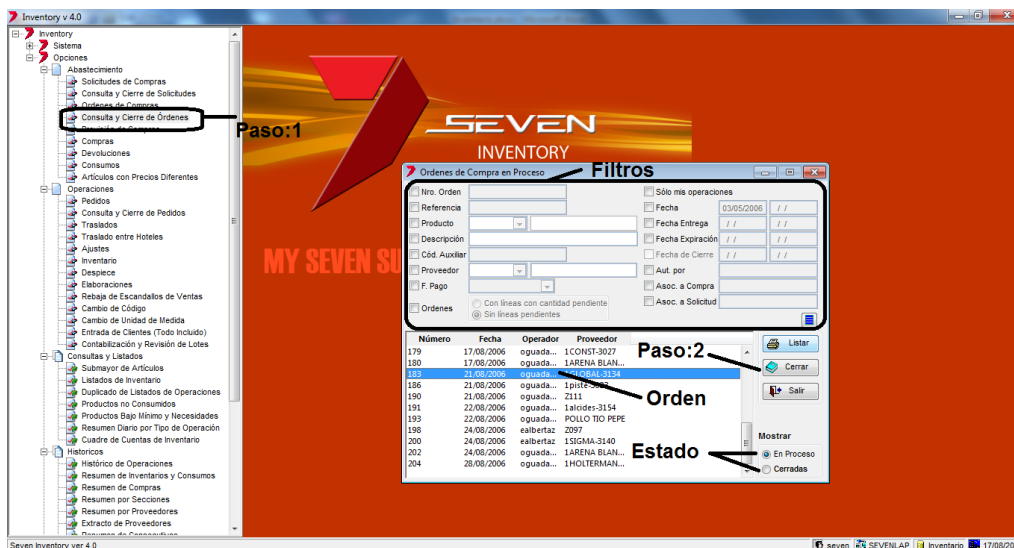 Inventory v 4.0
Inventory
Sistema
Opciones
Abastecimiento
Solicitudes de Compras
Consulta y Cierre de Solicitudes
Ordenes de Compras
Consulta y Cierre de Órdenes
Compras
Devoluciones
Consumos
Artículos con Precios Diferentes
Operaciones
Pedidos
Consulta y Cierre de Pedidos
Traslados
Traslado entre Hoteles
Ajustes
Inventario
Despiece
Elaboraciones
Rebaja de Escandallos de Ventas
Cambio de Código
Cambio de Unidad de Medida
Entrada de Clientes (Todo Incluido)
Contabilización y Revisión de Lotes
Consultas y Listados
Submayor de Artículos
Listados de Inventario
Duplicado de Listados de Operaciones
Productos no Consumidos
Productos Bajo Mínimo y Necesidades
Resumen Diario por Tipo de Operación
Cuadre de Cuentas de Inventario
Historicos
Histórico de Operaciones
Resumen de Inventarios y Consumos
Resumen de Compras
Resumen por Secciones
Resumen por Proveedores
Extracto de Proveedores
Paso:1
SEVEN
INVENTORY
MY SEVEN SU
Ordenes de Compra en Proceso
Filtros
Nro. Orden
Sólo mis operaciones
Referencia
Fecha 03/05/2006 / /
Producto
Fecha Entrega / / / /
Descripción
Fecha Expiración / / / /
Cód. Auxiliar
Fecha de Cierre / / / /
Proveedor
Aut. por
F. Pago
Asoc. a Compra
Ordenes
Con líneas con cantidad pendiente
Sin líneas pendientes
Asoc. a Solicitud
Número Fecha Operador Proveedor
179 17/08/2006 oguada... 1CONST-3027
180 17/08/2006 oguada... 1ARENA BLAN...
183 21/08/2006 oguada... 1GLOBAL-3134
186 21/08/2006 oguada...
190 21/08/2006 oguada... Z111
191 22/08/2006 oguada... 1alcides-3154
193 22/08/2006 oguada... POLLO TIO PEPE
198 24/08/2006 ealbertaz Z097
200 24/08/2006 ealbertaz 1SIGMA-3140
202 24/08/2006 oguada... 1ARENA BLAN...
204 28/08/2006 oguada... 1HOLTERMAN...
Paso:2
Orden
Estado
Listar
Cerrar
Salir
Mostrar
En Proceso
Cerradas
Seven Inventory ver 4.0
seven
SEVENLAP
Inventario
17/08/20